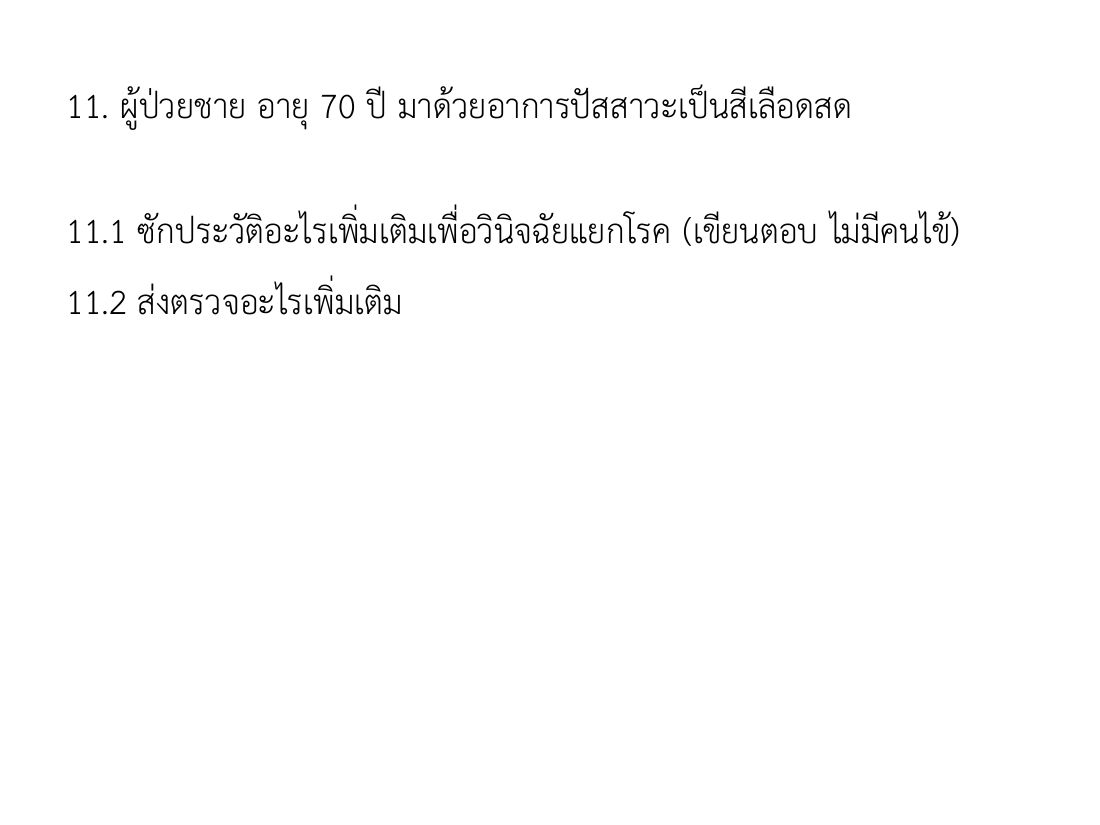 11. ผู้ป่วยชาย อายุ 70 ปี มาด้วยอาการปัสสาวะเป็นสีเลือดสด
11.1 ซักประวัติอะไรเพิ่มเติมเพื่อวินิจฉัยแยกโรค (เขียนตอบ ไม่มีคนไข้)
11.2 ส่งตรวจอะไรเพิ่มเติม